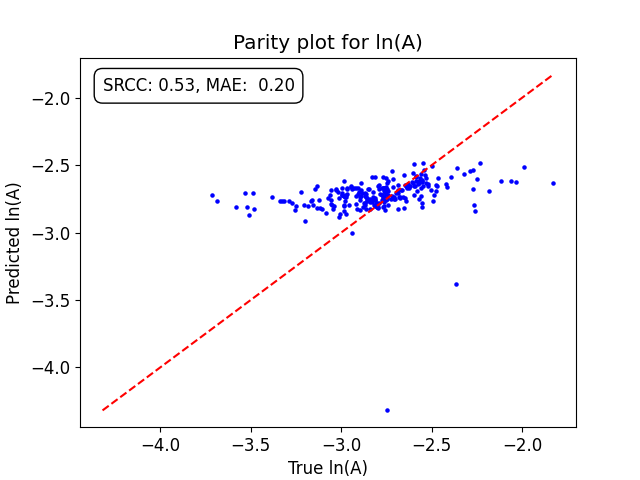 Parity plot for ln(A)
SRCC: 0.53, MAE:  0.20
Predicted ln(A)
−2.0
−2.5
−3.0
−3.5
−4.0
−4.0 −3.5 −3.0 −2.5 −2.0
True ln(A)